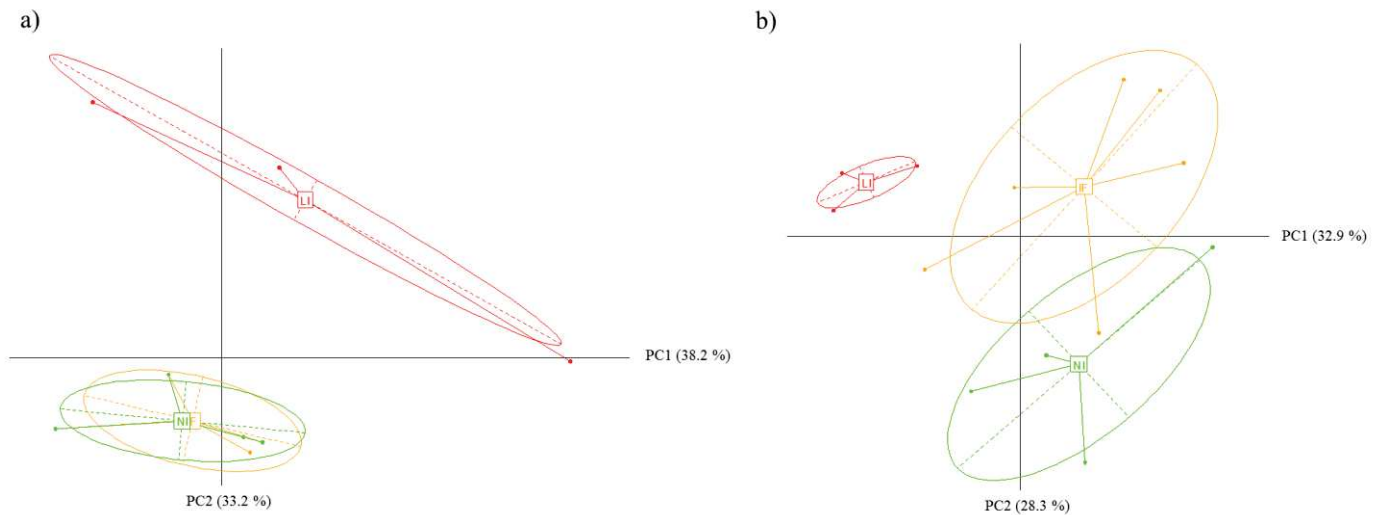 a)
LI
PC1 (38.2 %)
NI F
PC2 (33.2 %)
b)
LI
IF
PC1 (32.9 %)
NI
PC2 (28.3 %)